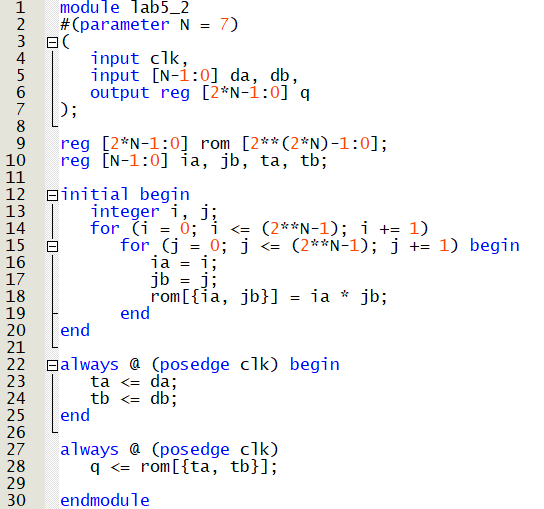 1 module lab5_2
2 #(parameter N = 7)
3 (
4 input clk,
5 input [N-1:0] da, db,
6 output reg [2*N-1:0] q
7 );
8
9 reg [2*N-1:0] rom [2**(2*N)-1:0];
10 reg [N-1:0] ia, jb, ta, tb;
11
12 initial begin
13 integer i, j;
14 for (i = 0; i <= (2**N-1); i += 1)
15 for (j = 0; j <= (2**N-1); j += 1) begin
16 ia = i;
17 jb = j;
18 rom[{ia, jb}] = ia * jb;
19 end
20 end
21
22 always @ (posedge clk) begin
23 ta <= da;
24 tb <= db;
25 end
26
27 always @ (posedge clk)
28 q <= rom[{ta, tb}];
29
30 endmodule